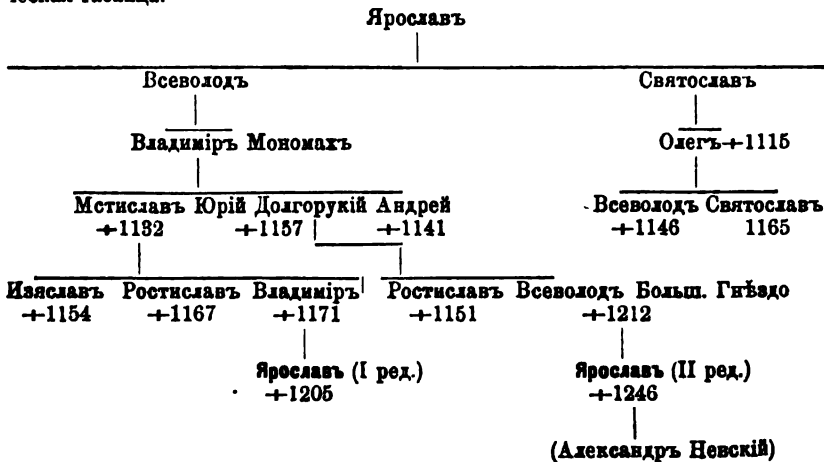 ческая таблица.
Ярославъ
Всеволодъ Святославъ
Владиміръ Мономахъ Олегъ +1115
Мстиславъ Юрій Долгорукій Андрей Всеволодъ Святославъ
+1132 +1157 +1141 +1146 1165
Изяславъ Ростиславъ Владиміръ Ростиславъ Всеволодъ Больш. Гнѣздо
+1154 +1167 +1171 +1151 +1212
Ярославъ (I ред.) Ярославъ (II ред.)
+1205 +1246
(Александръ Невскій)